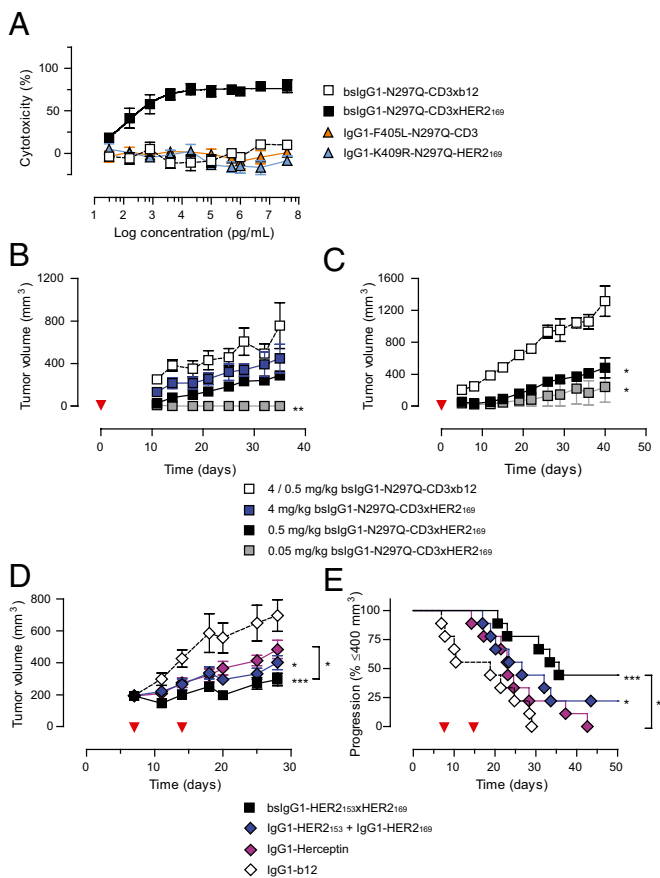 A
Cytotoxicity (%)
100
75
50
25
0
1 2 3 4 5 6 7 8
Log concentration (pg/mL)
bsIgG1-N297Q-CD3xb12
bsIgG1-N297Q-CD3xHER2169
IgG1-F405L-N297Q-CD3
IgG1-K409R-N297Q-HER2169
B
Tumor volume (mm3)
1200
800
400
0
**
0 10 20 30 40
Time (days)
C
Tumor volume (mm3)
1600
1200
800
400
0
*
*
0 10 20 30 40 50
Time (days)
4 / 0.5 mg/kg bsIgG1-N297Q-CD3xb12
4 mg/kg bsIgG1-N297Q-CD3xHER2169
0.5 mg/kg bsIgG1-N297Q-CD3xHER2169
0.05 mg/kg bsIgG1-N297Q-CD3xHER2169
D
Tumor volume (mm3)
800
600
400
200
0
*
***
*
0 10 20 30
Time (days)
E
Progression (% ≤400 mm3)
100
75
50
25
0
***
*
*
0 10 20 30 40 50
Time (days)
bsIgG1-HER2153xHER2169
IgG1-HER2153 + IgG1-HER2169
IgG1-Herceptin
IgG1-b12